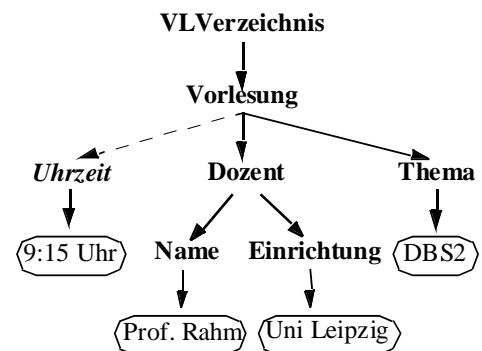 VLVerzeichnis
Vorlesung
Uhrzeit Dozent Thema
9:15 Uhr Name Einrichtung DBS2
Prof. Rahm Uni Leipzig